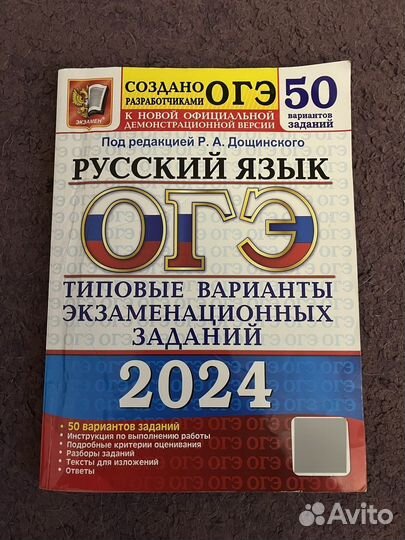 СОЗДАНО
РАЗРАБОТЧИКАМИ ОГЭ
К НОВОЙ ОФИЦИАЛЬНОЙ
ДЕМОНСТРАЦИОННОЙ ВЕРСИИ
50
вариантов
заданий
ЭКЗАМЕН®
Под редакцией Р. А. Дощинского
РУССКИЙ ЯЗЫК
ОГЭ
ТИПОВЫЕ ВАРИАНТЫ
ЭКЗАМЕНАЦИОННЫХ
ЗАДАНИЙ
2024
• 50 вариантов заданий
• Инструкция по выполнению работы
• Подробные критерии оценивания
• Разборы заданий
• Тексты для изложений
• Ответы
Avito